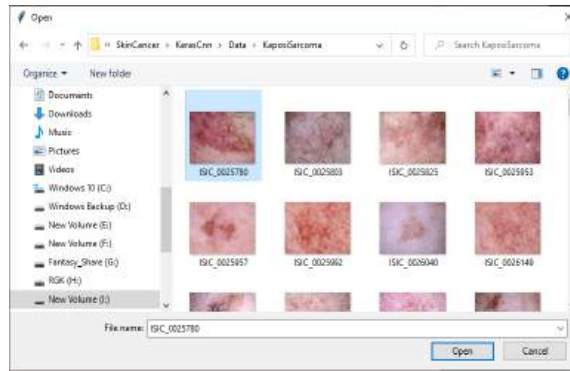 Open
« SkinCancer › KerasCnn › Data › KaposiSarcoma
Search KaposiSarcoma
Organize
New folder
Documents
Downloads
Music
Pictures
Videos
Windows 10 (C:)
Windows Backup (D:)
New Volume (E:)
New Volume (F:)
Fantasy_Share (G:)
RGK (H:)
New Volume (I:)
ISIC_0025780
ISIC_0025803
ISIC_0025825
ISIC_0025953
ISIC_0025957
ISIC_0025992
ISIC_0026040
ISIC_0026149
File name: ISIC_0025780
Open
Cancel